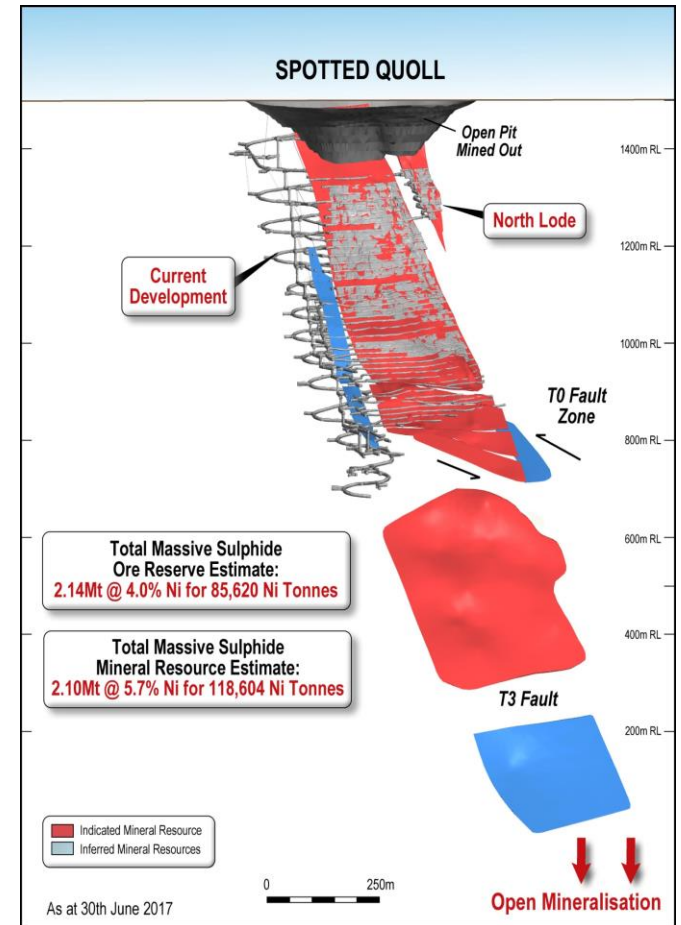 SPOTTED QUOLL
Open Pit
Mined Out
1400m RL
North Lode
1200m RL
Current
Development
1000m RL
T0 Fault
Zone
800m RL
Total Massive Sulphide
Ore Reserve Estimate:
2.14Mt @ 4.0% Ni for 85,620 Ni Tonnes
600m RL
Total Massive Sulphide
Mineral Resource Estimate:
2.10Mt @ 5.7% Ni for 118,604 Ni Tonnes
400m RL
T3 Fault
200m RL
Indicated Mineral Resource
Inferred Mineral Resources
0 250m
Open Mineralisation
As at 30th June 2017